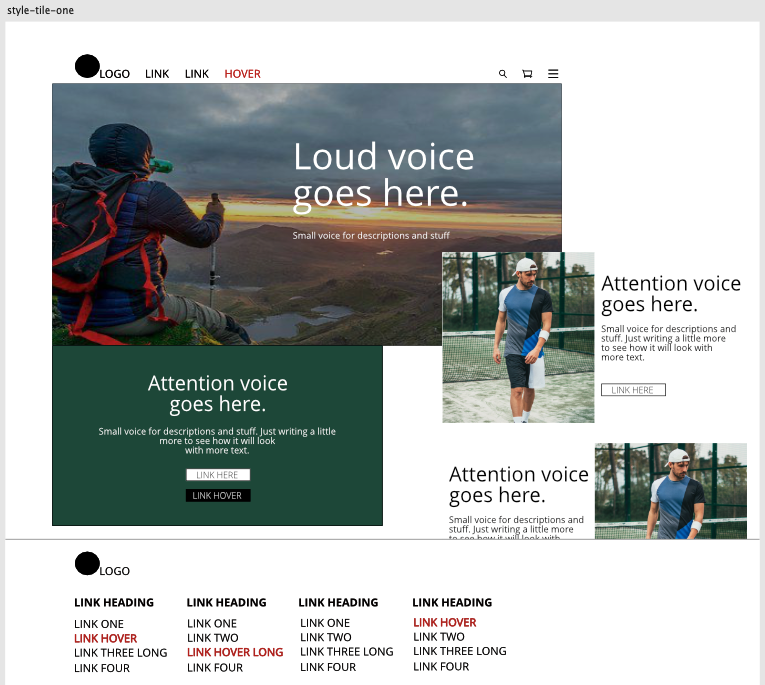 style-tile-one
LOGO LINK LINK HOVER
Loud voice
goes here.
Small voice for descriptions and stuff
Attention voice
goes here.
Small voice for descriptions and
stuff. Just writing a little more
to see how it will look with
more text.
LINK HERE
Attention voice
goes here.
Small voice for descriptions and stuff. Just writing a little
more to see how it will look
with more text.
LINK HERE
LINK HOVER
Attention voice
goes here.
Small voice for descriptions and
stuff. Just writing a little more
to see how it will look with
LOGO
LINK HEADING
LINK ONE
LINK HOVER
LINK THREE LONG
LINK FOUR
LINK HEADING
LINK ONE
LINK TWO
LINK HOVER LONG
LINK FOUR
LINK HEADING
LINK ONE
LINK TWO
LINK THREE LONG
LINK FOUR
LINK HEADING
LINK HOVER
LINK TWO
LINK THREE LONG
LINK FOUR